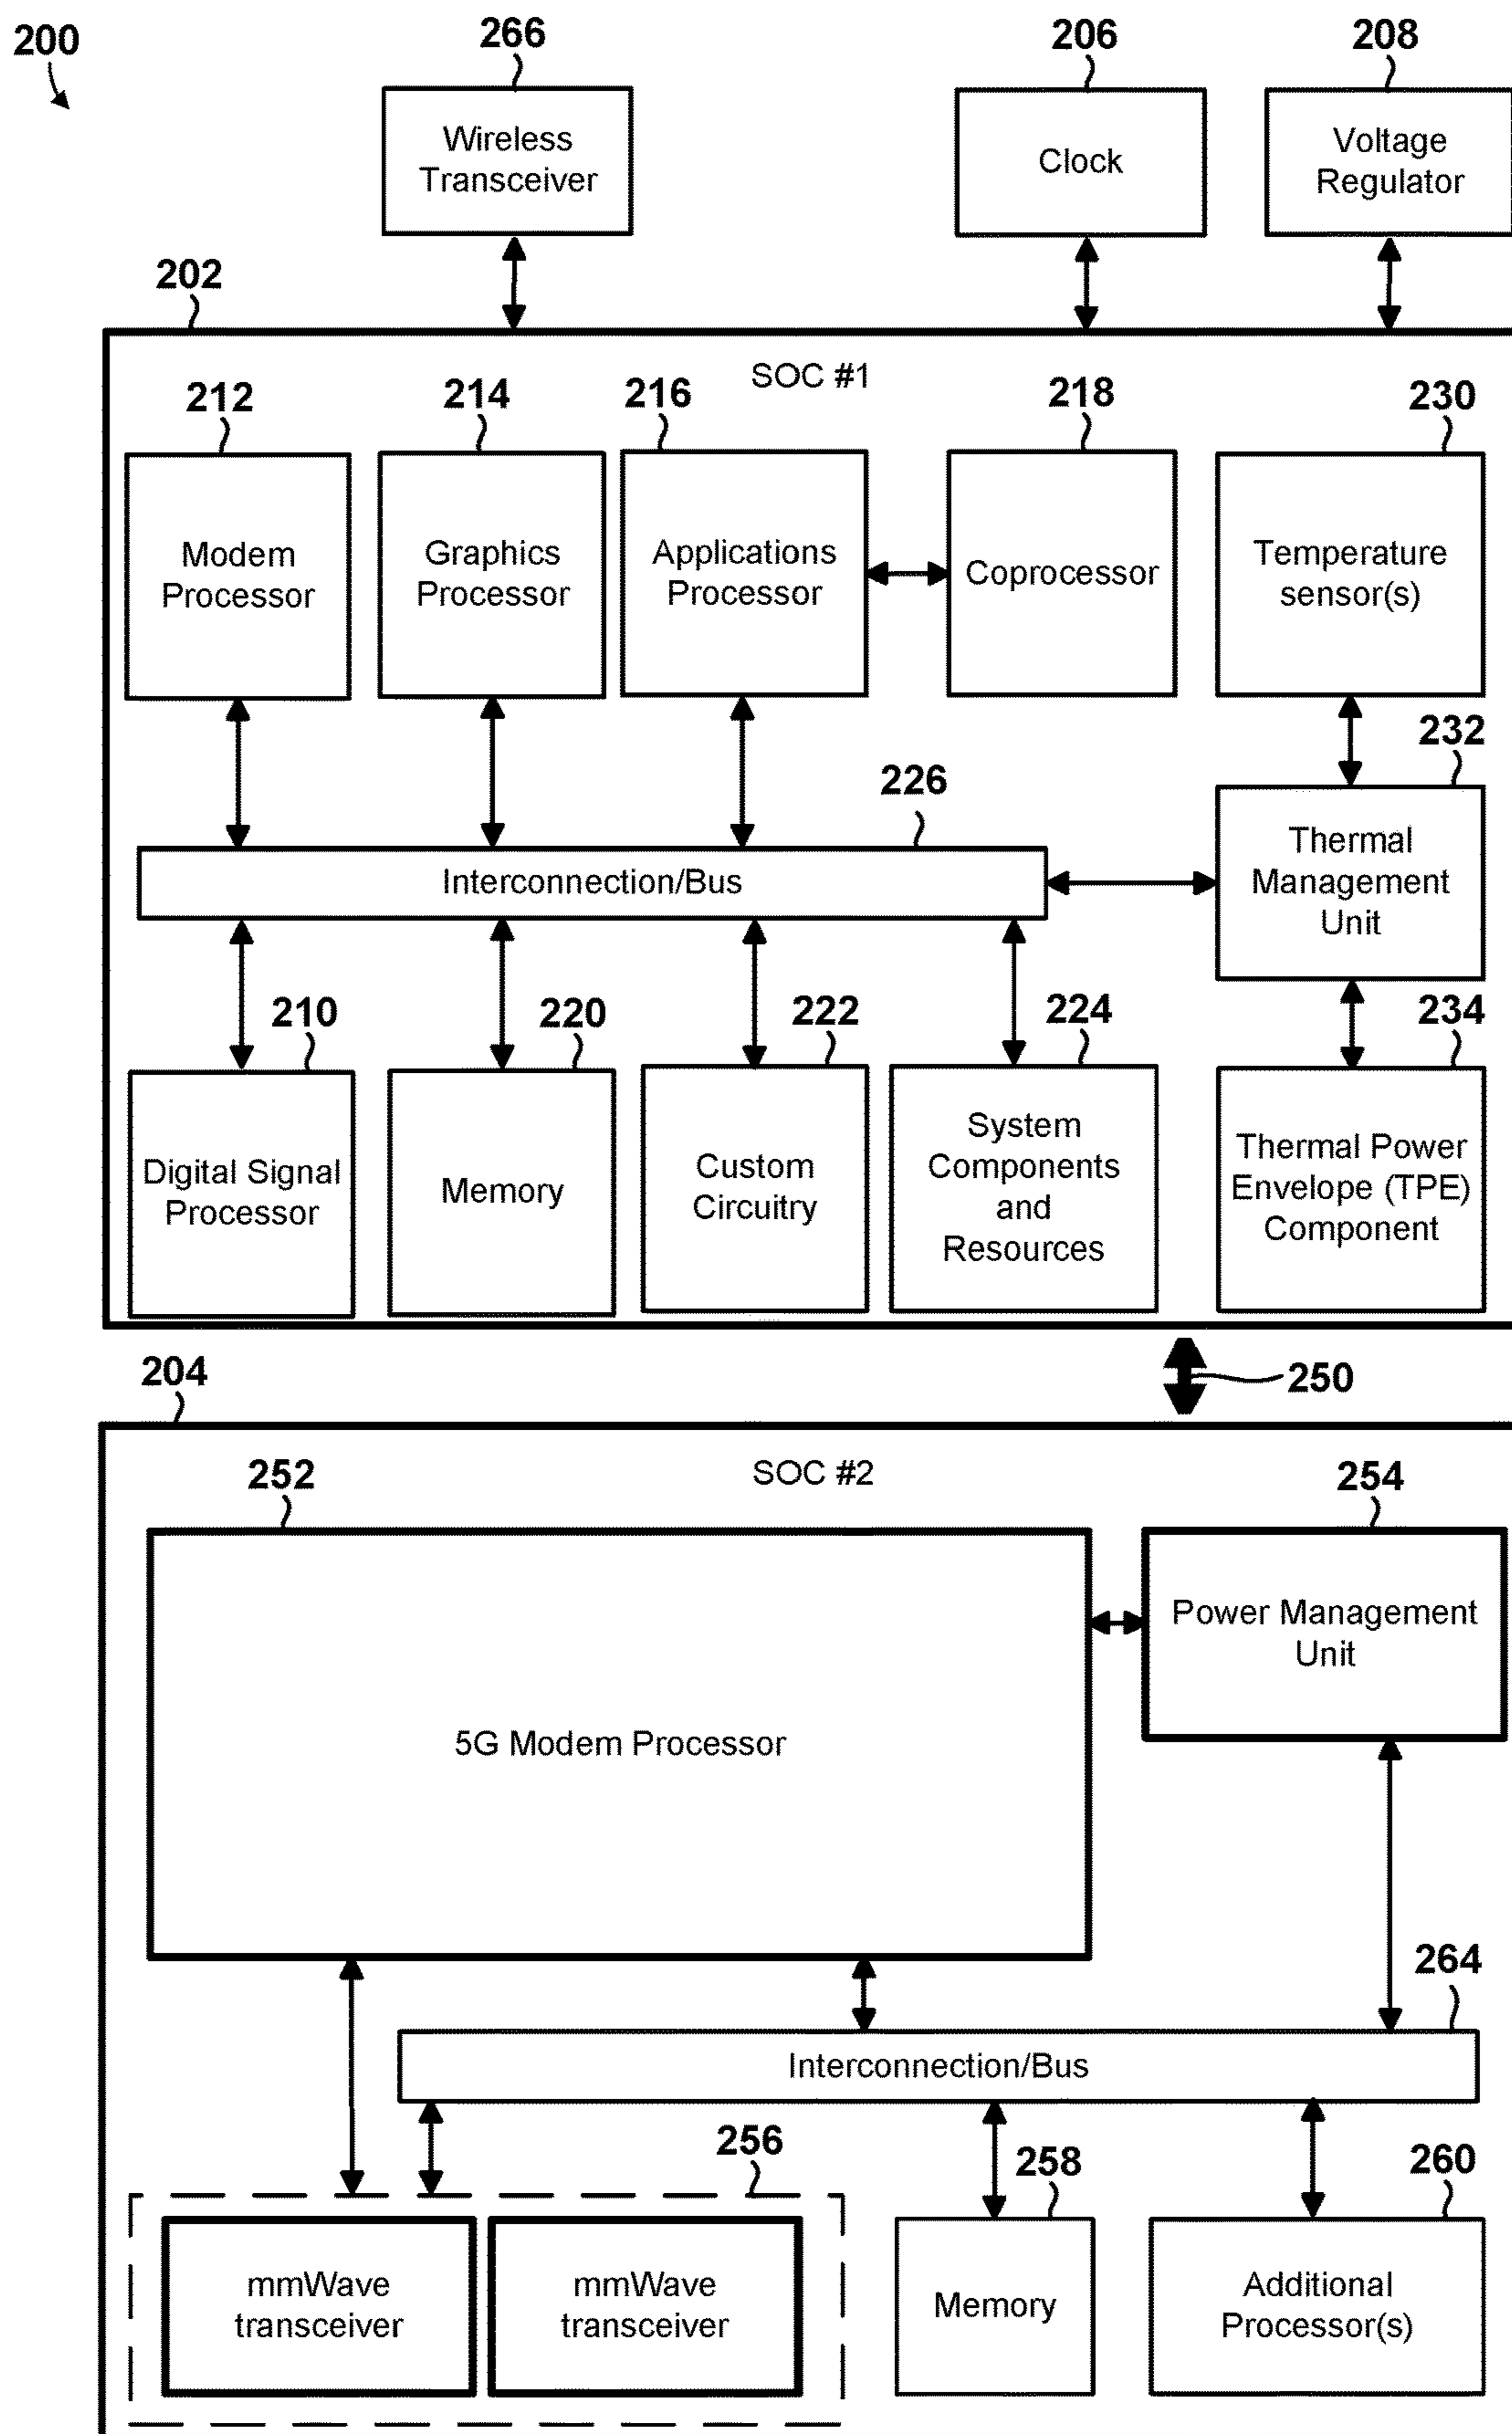 200
266
206
208
Wireless
Transceiver
Clock
Voltage
Regulator
202
SOC #1
212
214
216
218
230
Modem
Processor
Graphics
Processor
Applications
Processor
Coprocessor
Temperature
sensor(s)
232
226
Interconnection/Bus
Thermal
Management
Unit
210
220
222
224
234
Digital Signal
Processor
Memory
Custom
Circuitry
System
Components
and
Resources
Thermal Power
Envelope (TPE)
Component
250
204
SOC #2
252
254
5G Modem Processor
Power Management
Unit
264
Interconnection/Bus
256
258
260
mmWave
transceiver
mmWave
transceiver
Memory
Additional
Processor(s)